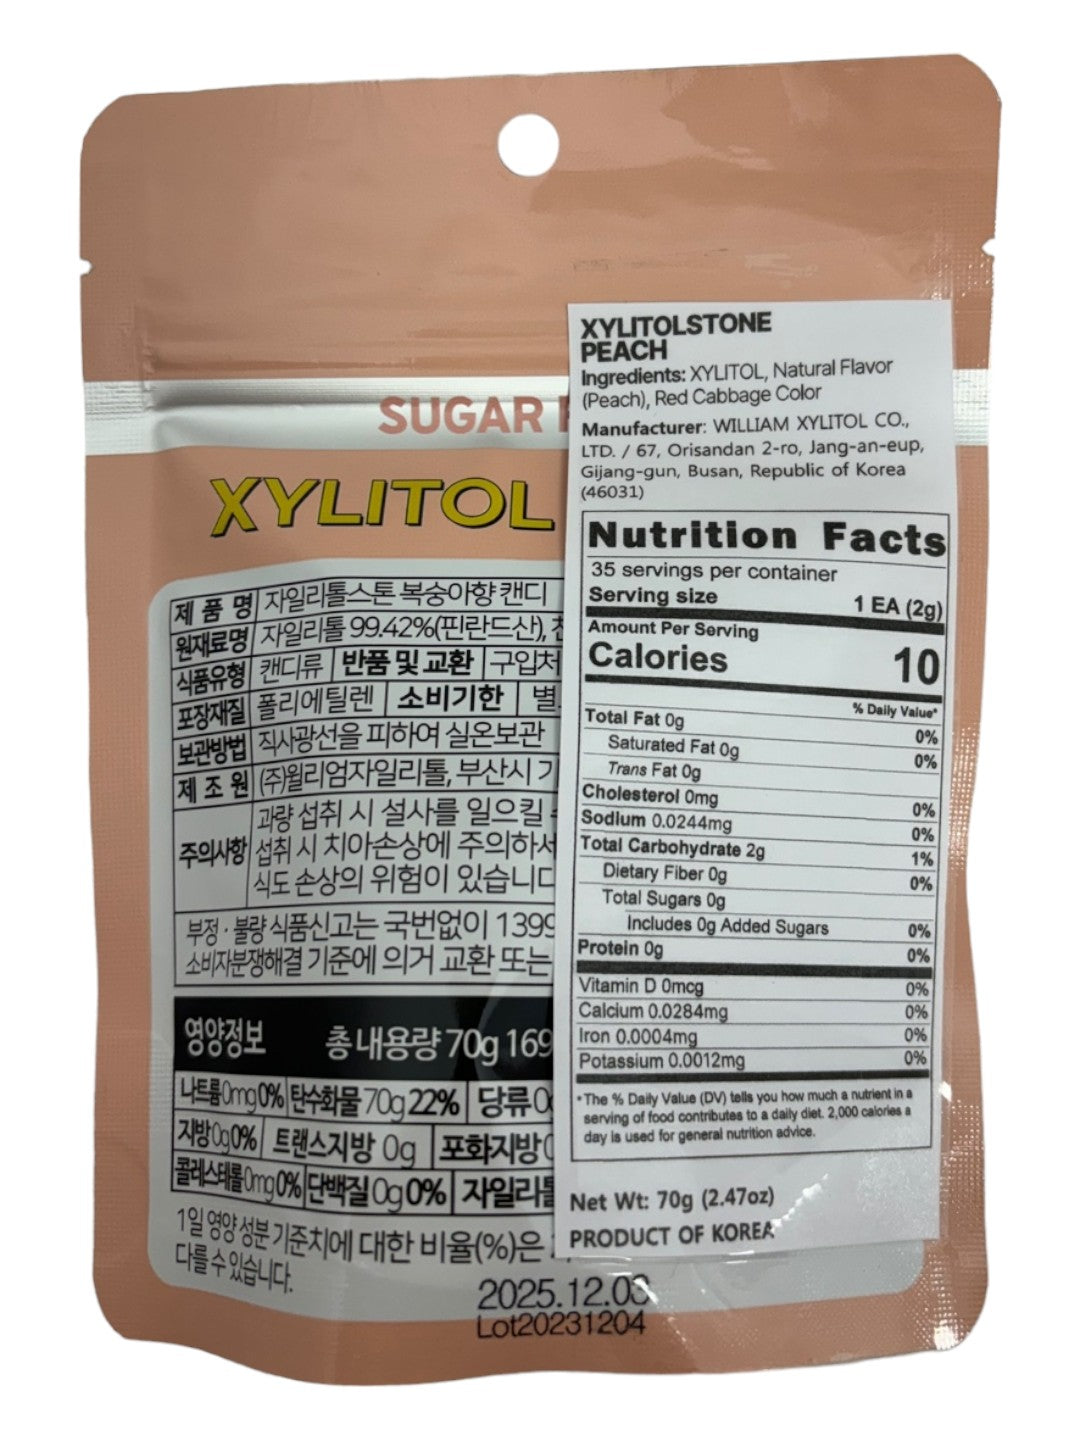 SUGAR
XYLITOL
제 품 명 자일리톨스톤 복숭아향 캔디
원재료명 자일리톨 99.42%(핀란드산),
식품유형 캔디류 반품 및 교환 구입처
포장재질 폴리에틸렌 소비기한
보관방법 직사광선을 피하여 실온보관
제 조 원 (주)윌리엄자일리톨, 부산시
주의사항 과량 섭취 시 설사를 일으킬
섭취 시 치아손상에 주의하
식도 손상의 위험이 있습니다
부정 · 불량 식품신고는 국번없이 1399
소비자분쟁해결 기준에 의거 교환 또는
영양정보 총 내용량 70g 169
나트륨 0mg 0% 탄수화물 70g 22% 당류
지방 0g 0% 트랜스지방 0g 포화지방
콜레스테롤 0mg 0% 단백질 0g 0% 자일리톨
1일 영양성분 기준치에 대한 비율(%)은
다를 수 있습니다.
2025.12.03
Lot20231204
XYLITOLSTONE
PEACH
Ingredients: XYLITOL, Natural Flavor
(Peach), Red Cabbage Color
Manufacturer: WILLIAM XYLITOL CO.,
LTD. / 67, Orisandan 2-ro, Jang-an-eup,
Gijang-gun, Busan, Republic of Korea
(46031)
Nutrition Facts
35 servings per container
Serving size 1 EA (2g)
Amount Per Serving
Calories 10
% Daily Value*
Total Fat 0g 0%
Saturated Fat 0g 0%
Trans Fat 0g
Cholesterol 0mg 0%
Sodium 0.0244mg 0%
Total Carbohydrate 2g 1%
Dietary Fiber 0g 0%
Total Sugars 0g
Includes 0g Added Sugars 0%
Protein 0g 0%
Vitamin D 0mcg 0%
Calcium 0.0284mg 0%
Iron 0.0004mg 0%
Potassium 0.0012mg 0%
*The % Daily Value (DV) tells you how much a nutrient in a
serving of food contributes to a daily diet. 2,000 calories a
day is used for general nutrition advice.
Net Wt: 70g (2.47oz)
PRODUCT OF KOREA